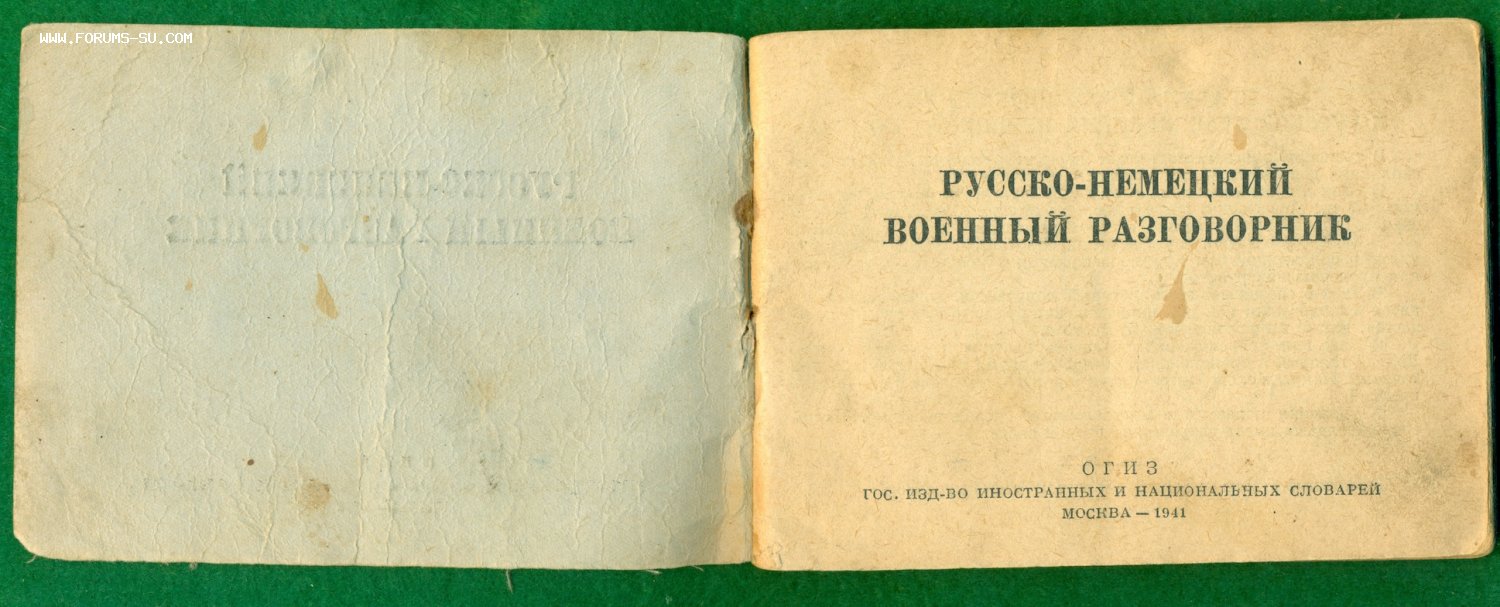 WWW.FORUMS-SU.COM
РУССКО-НЕМЕЦКИЙ
ВОЕННЫЙ РАЗГОВОРНИК
ОГИЗ
ГОС. ИЗД-ВО ИНОСТРАННЫХ И НАЦИОНАЛЬНЫХ СЛОВАРЕЙ
МОСКВА — 1941